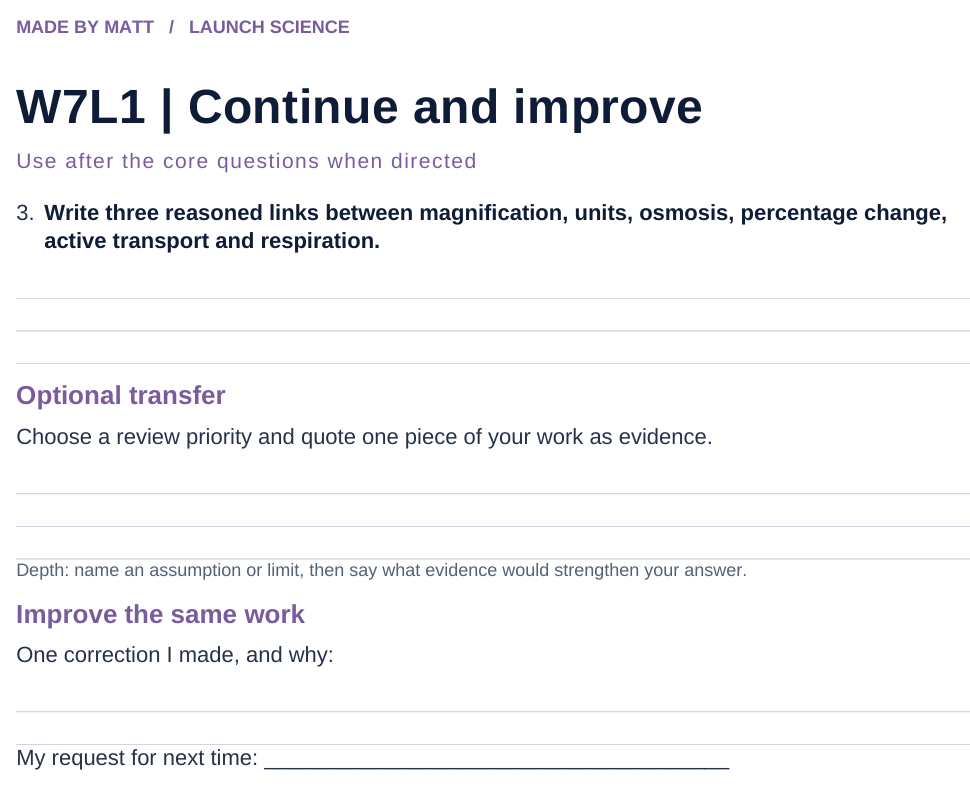 MADE BY MATT / LAUNCH SCIENCE
W7L1 | Continue and improve
Use after the core questions when directed
3. Write three reasoned links between magnification, units, osmosis, percentage change,
active transport and respiration.
Optional transfer
Choose a review priority and quote one piece of your work as evidence.
Depth: name an assumption or limit, then say what evidence would strengthen your answer.
Improve the same work
One correction I made, and why:
My request for next time: ______________________________________